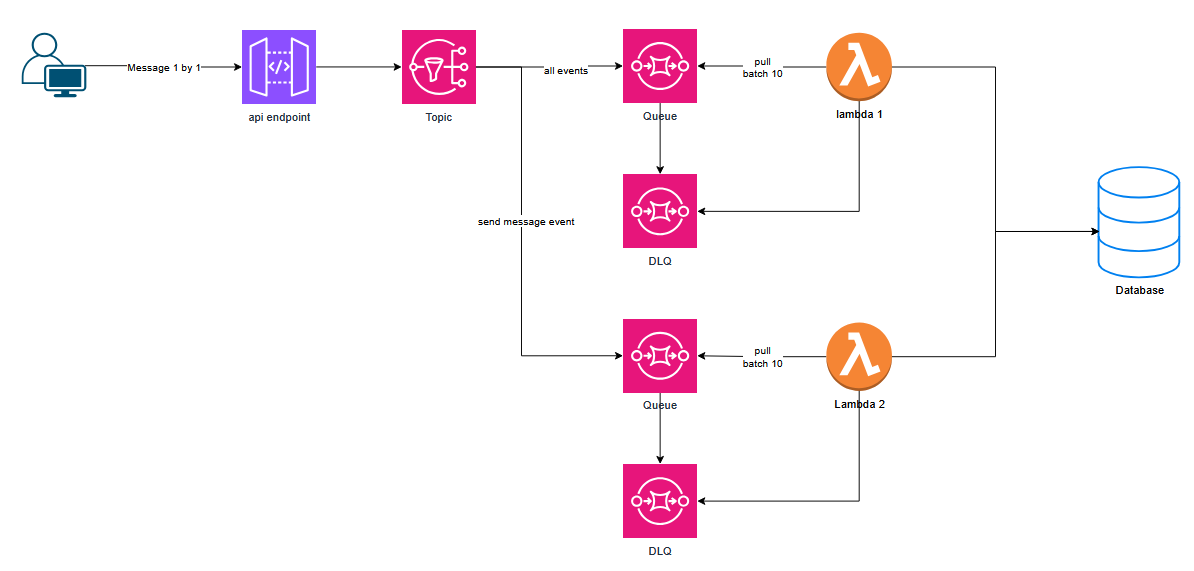 Message 1 by 1
api endpoint
Topic
all events
Queue
pull
batch 10
lambda 1
DLQ
send message event
Database
Queue
pull
batch 10
Lambda 2
DLQ